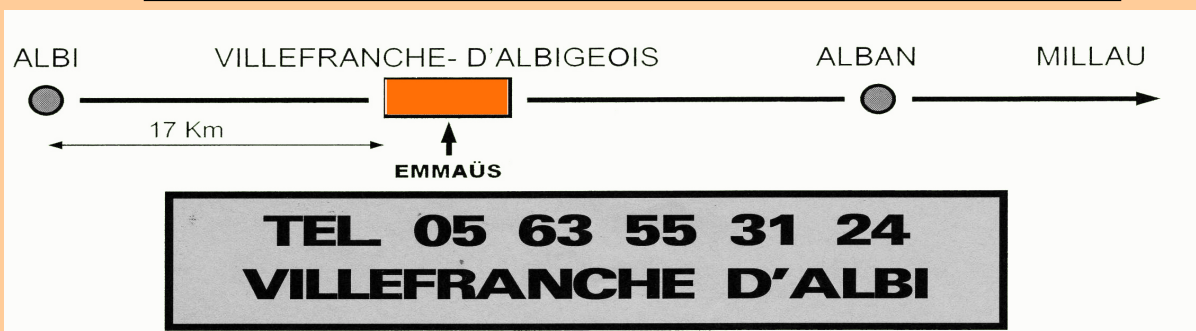 ALBI VILLEFRANCHE- D'ALBIGEOIS ALBAN MILLAU
17 Km
EMMAÜS
TEL 05 63 55 31 24
VILLEFRANCHE D'ALBI